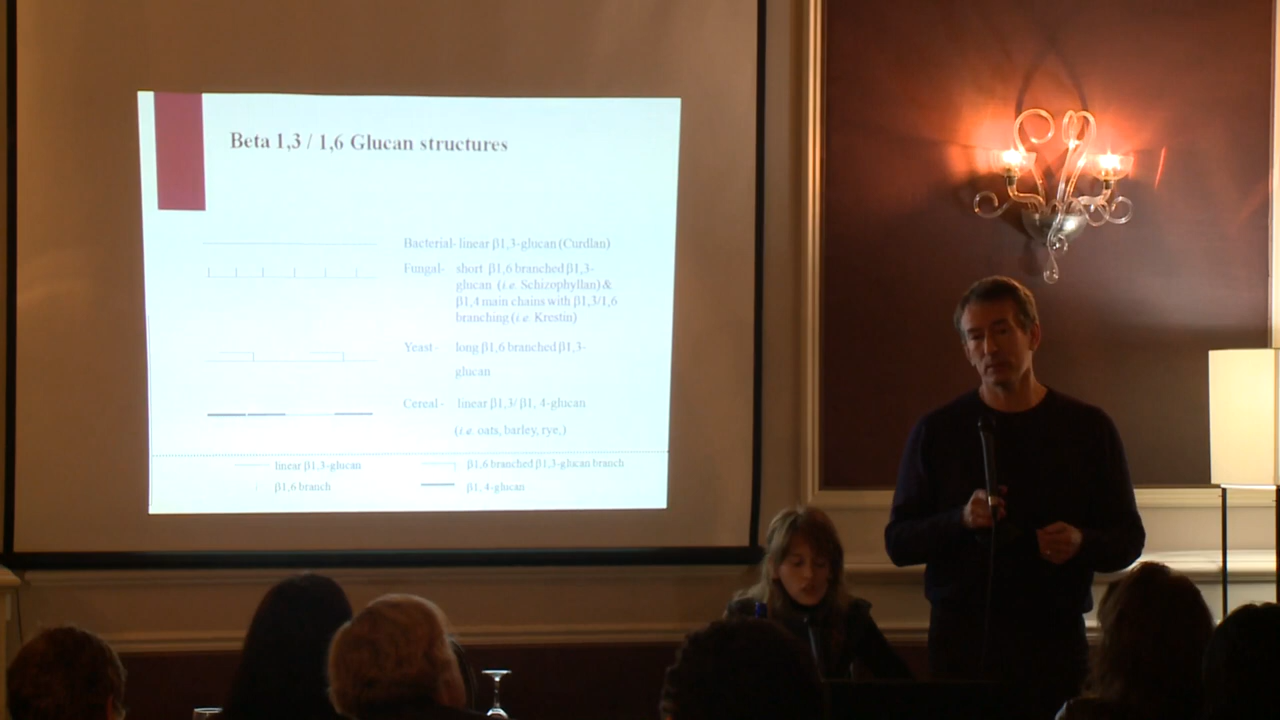 Beta 1,3 / 1,6 Glucan structures
Bacterial- linear β1,3-glucan (Curdlan)
Fungal- short β1,6 branched β1,3-
glucan (i.e. Schizophyllan) &
β1,4 main chains with β1,3/1,6
branching (i.e. Krestin)
Yeast- long β1,6 branched β1,3-
glucan
Cereal- linear β1,3/ β1, 4-glucan
(i.e. oats, barley, rye,)
linear β1,3-glucan
β1,6 branched β1,3-glucan branch
β1,6 branch
β1, 4-glucan